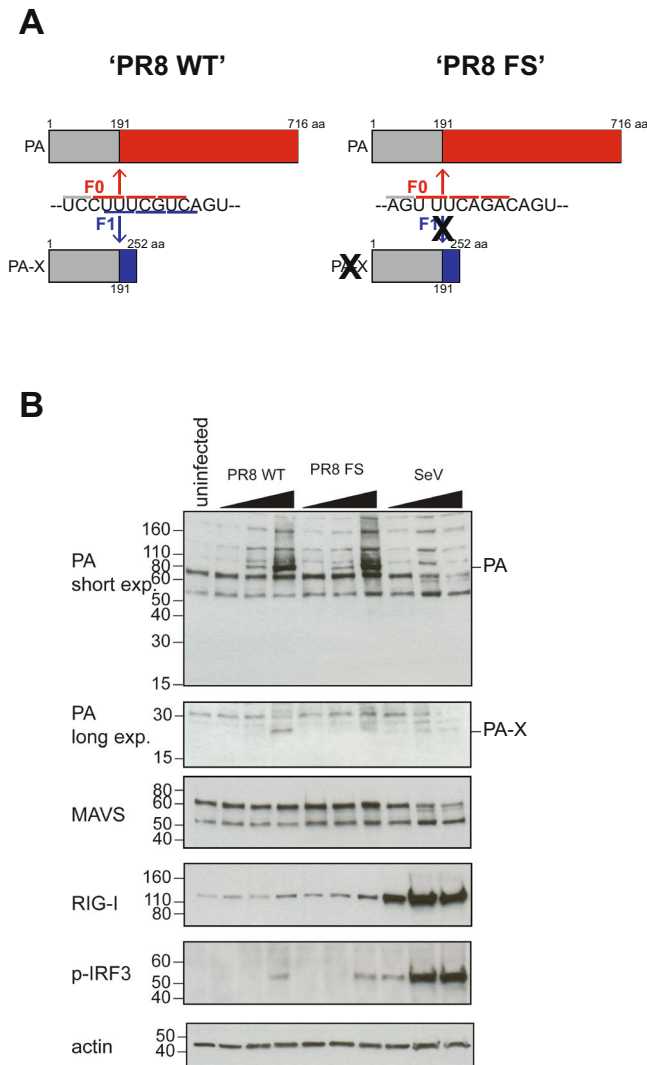 A
'PR8 WT' 'PR8 FS'
1 191 716 aa 1 191 716 aa
PA PA
F0 F0
--UCCUUUCGUCAGU-- --AGU UUCAGACAGU--
F1 F1 X
1 252 aa 1 252 aa
PA-X PA-X X
191 191
B
uninfected
PR8 WT PR8 FS SeV
PA
short exp.
160
110
80
60
50
40
30
15
PA
PA
long exp.
30
15
PA-X
MAVS
80
60
50
40
RIG-I
160
110
80
p-IRF3
60
50
40
actin
50
40